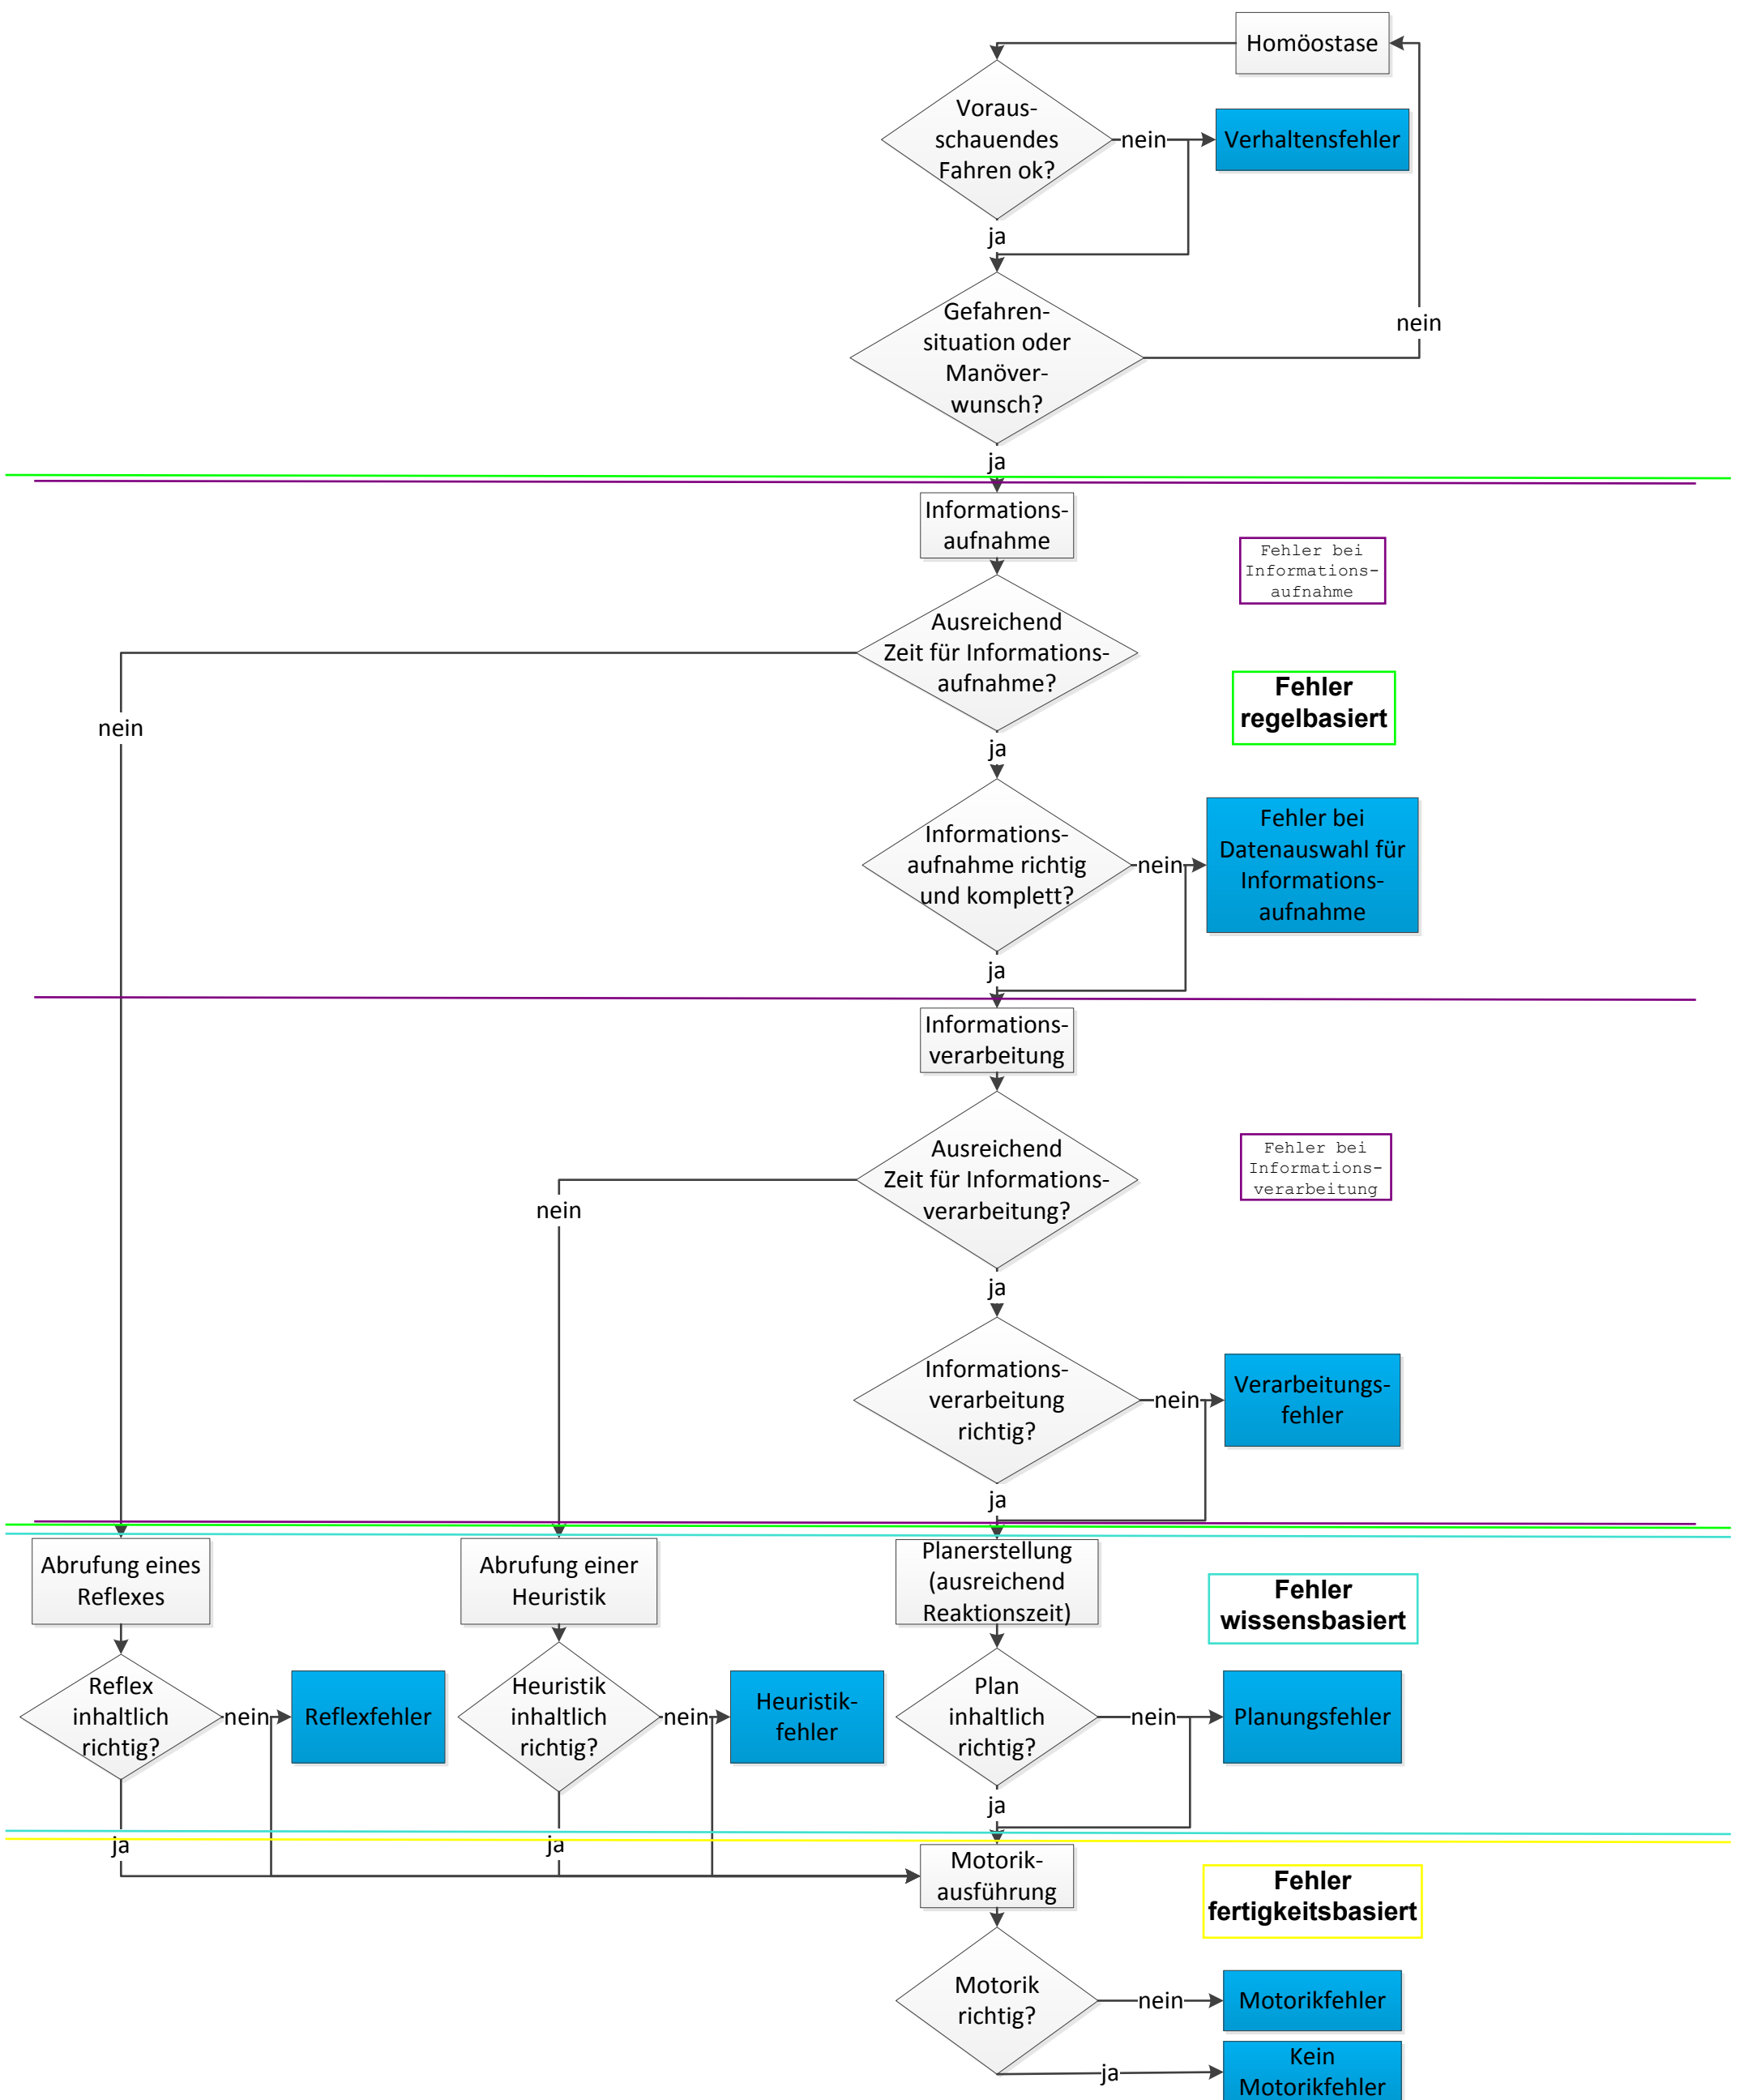 Homöostase
Voraus-
schauendes
Fahren ok?
nein
Verhaltensfehler
ja
Gefahren-
situation oder
Manöver-
wunsch?
nein
ja
Informations-
aufnahme
Fehler bei
Informations-
aufnahme
Ausreichend
Zeit für Informations-
aufnahme?
nein
Fehler
regelbasiert
ja
Informations-
aufnahme richtig
und komplett?
nein
Fehler bei
Datenauswahl für
Informations-
aufnahme
ja
Informations-
verarbeitung
Ausreichend
Zeit für Informations-
verarbeitung?
nein
Fehler bei
Informations-
verarbeitung
ja
Informations-
verarbeitung
richtig?
nein
Verarbeitungs-
fehler
ja
Abrufung eines
Reflexes
Abrufung einer
Heuristik
Planerstellung
(ausreichend
Reaktionszeit)
Fehler
wissensbasiert
Reflex
inhaltlich
richtig?
nein
Reflexfehler
Heuristik
inhaltlich
richtig?
nein
Heuristik-
fehler
Plan
inhaltlich
richtig?
nein
Planungsfehler
ja
ja
ja
Motorik-
ausführung
Fehler
fertigkeitsbasiert
Motorik
richtig?
nein
Motorikfehler
ja
Kein
Motorikfehler